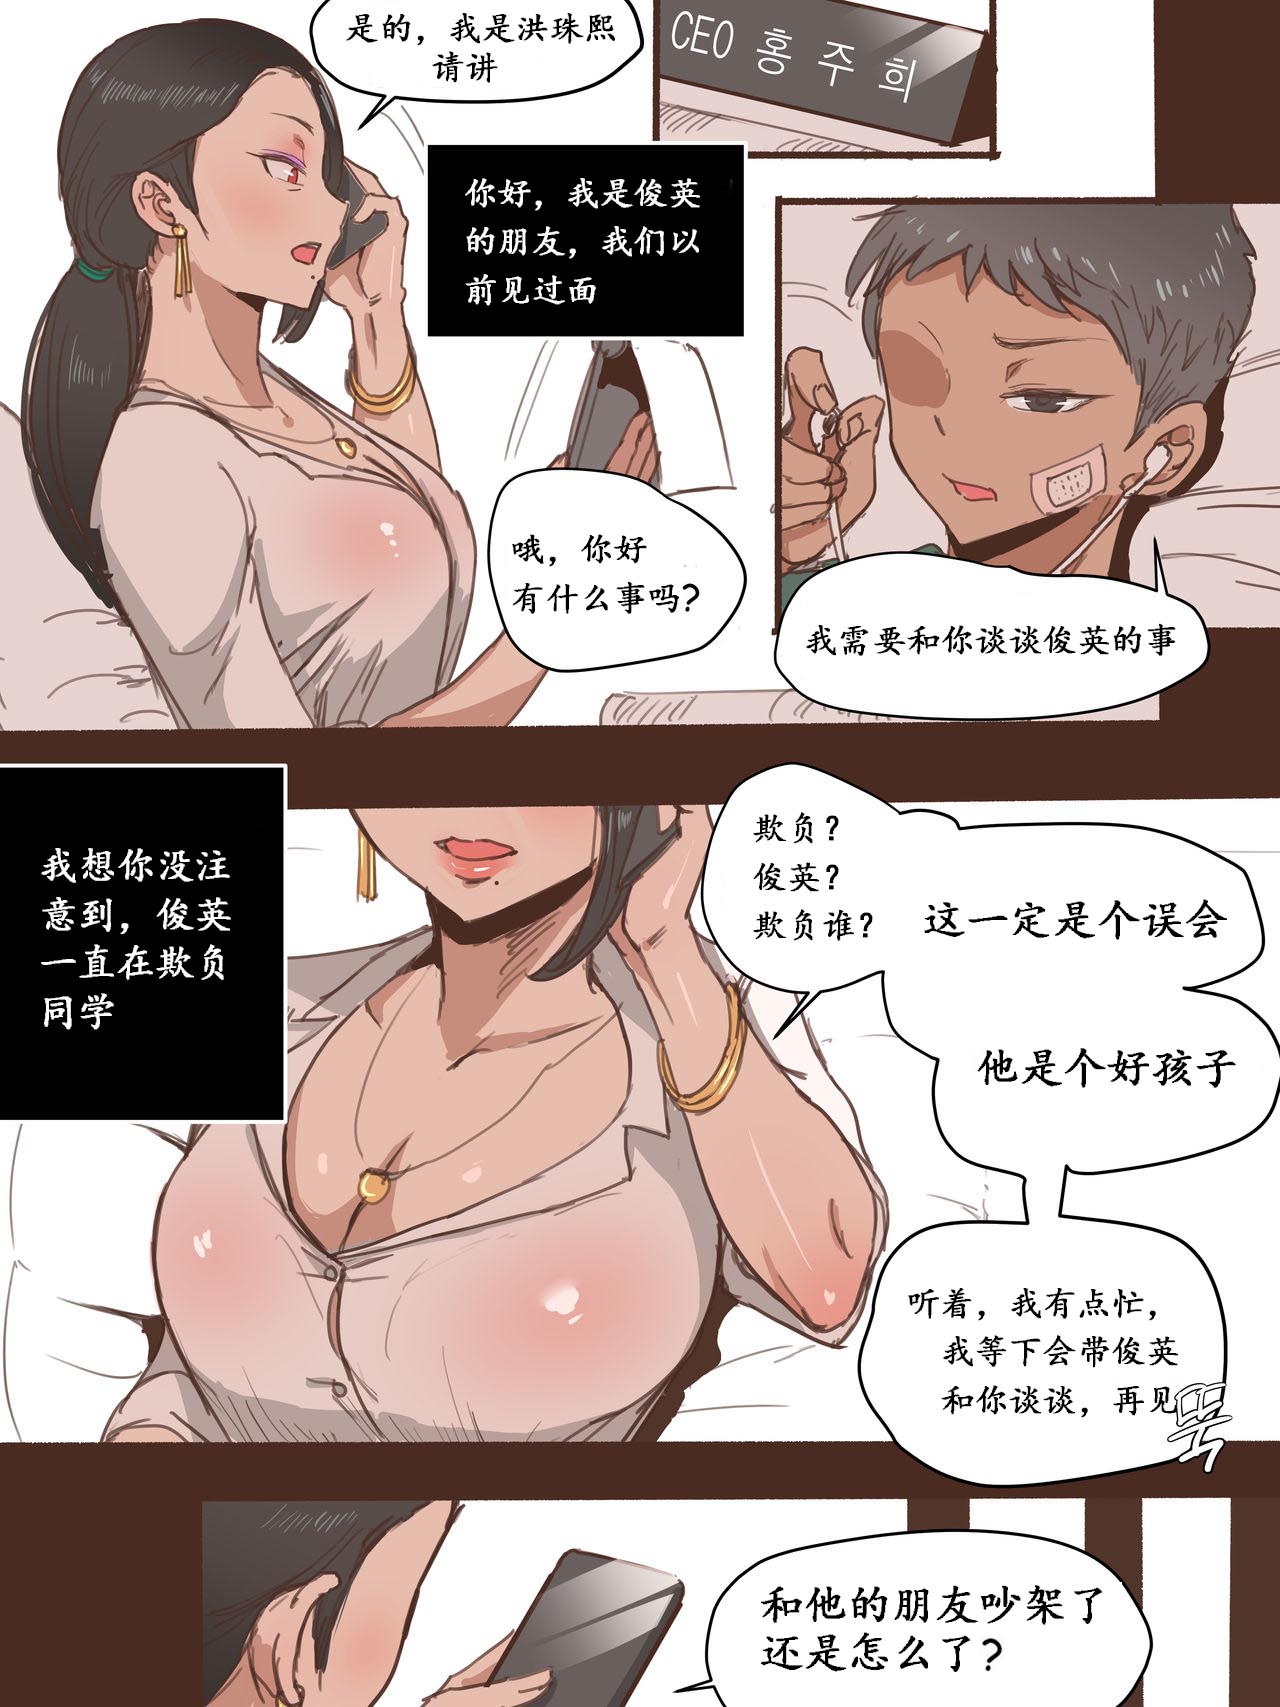 是的，我是洪珠熙
请讲
CEO 홍주희
你好，我是俊英
的朋友，我们以
前见过面
哦，你好
有什么事吗？
我需要和你谈谈俊英的事
我想你没注
意到，俊英
一直在欺负
同学
欺负？
俊英？
欺负谁？
这一定是个误会
他是个好孩子
听着，我有点忙，
我等下会带俊英
和你谈谈，再见
뚝
和他的朋友吵架了
还是怎么了？